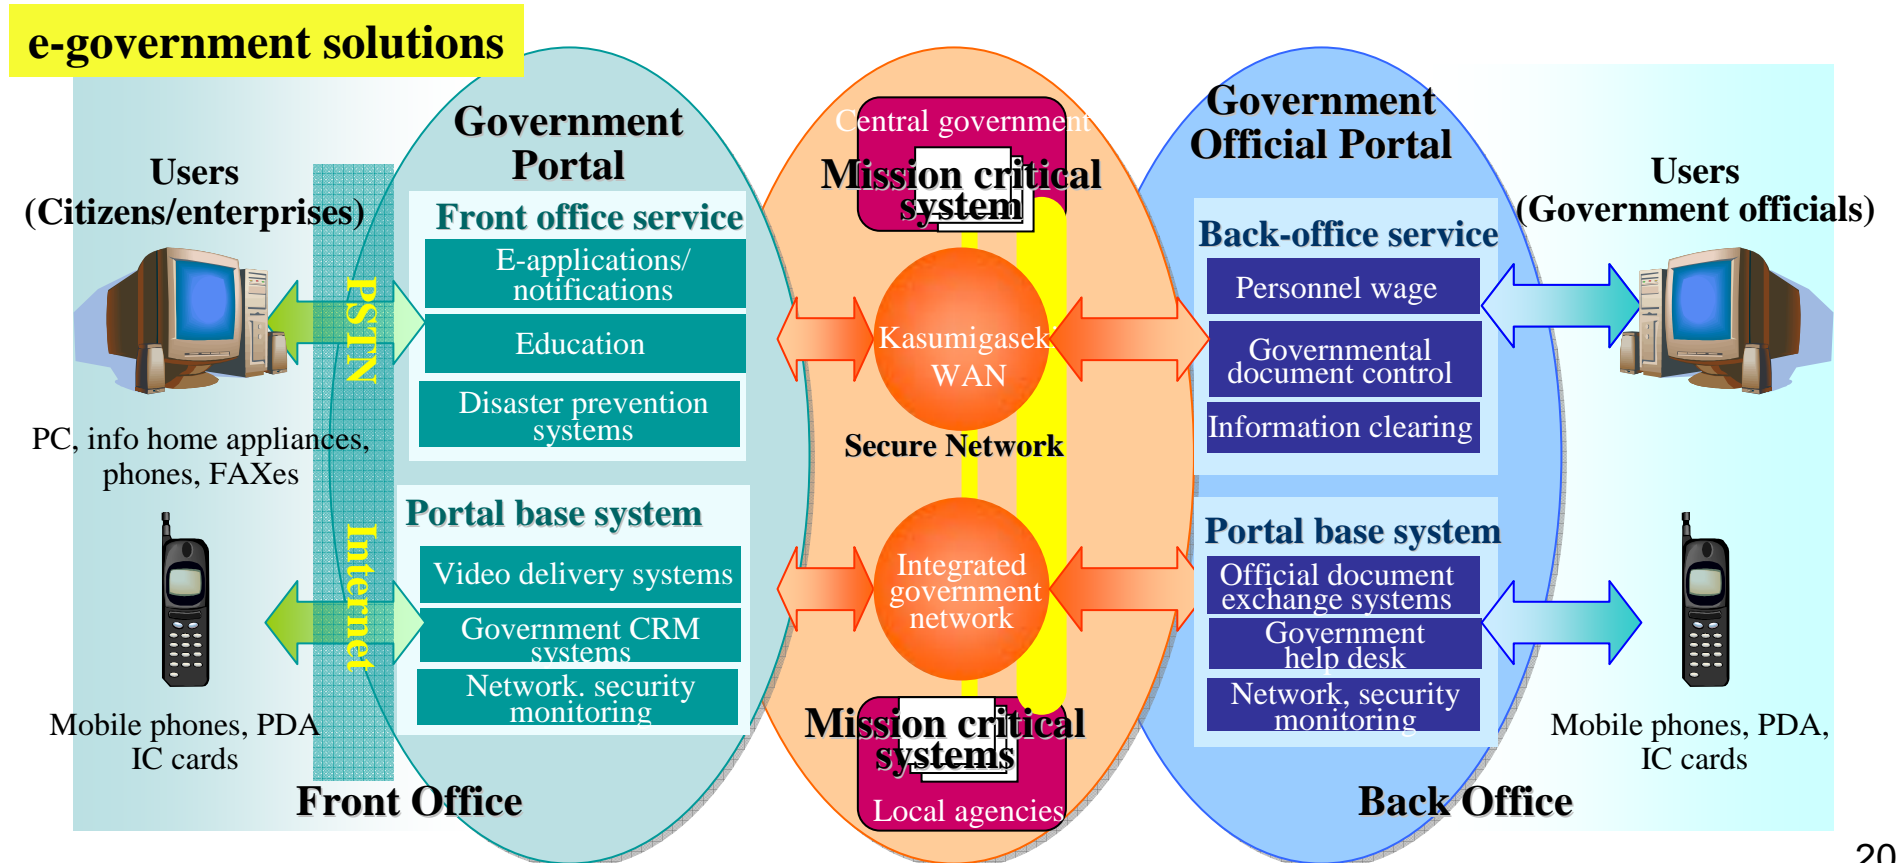 e-government solutions
Users
(Citizens/enterprises)
PC, info home appliances,
phones, FAXes
Mobile phones, PDA
IC cards
PSTN
Internet
Front Office
Government
Portal
Front office service
E-applications/
notifications
Education
Disaster prevention
systems
Portal base system
Video delivery systems
Government CRM
systems
Network. security
monitoring
Central government
Mission critical
system
Kasumigasek
WAN
Secure Network
Integrated
government
network
Mission critical
systems
Local agencies
Government
Official Portal
Back-office service
Personnel wage
Governmental
document control
Information clearing
Portal base system
Official document
exchange systems
Government
help desk
Network, security
monitoring
Back Office
Users
(Government officials)
Mobile phones, PDA,
IC cards
20